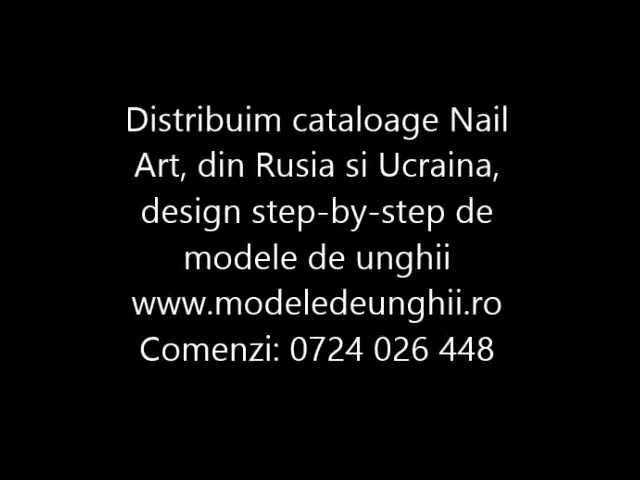 Distribuim cataloage Nail
Art, din Rusia si Ucraina,
design step-by-step de
modele de unghii
www.modeledeunghii.ro
Comenzi: 0724 026 448